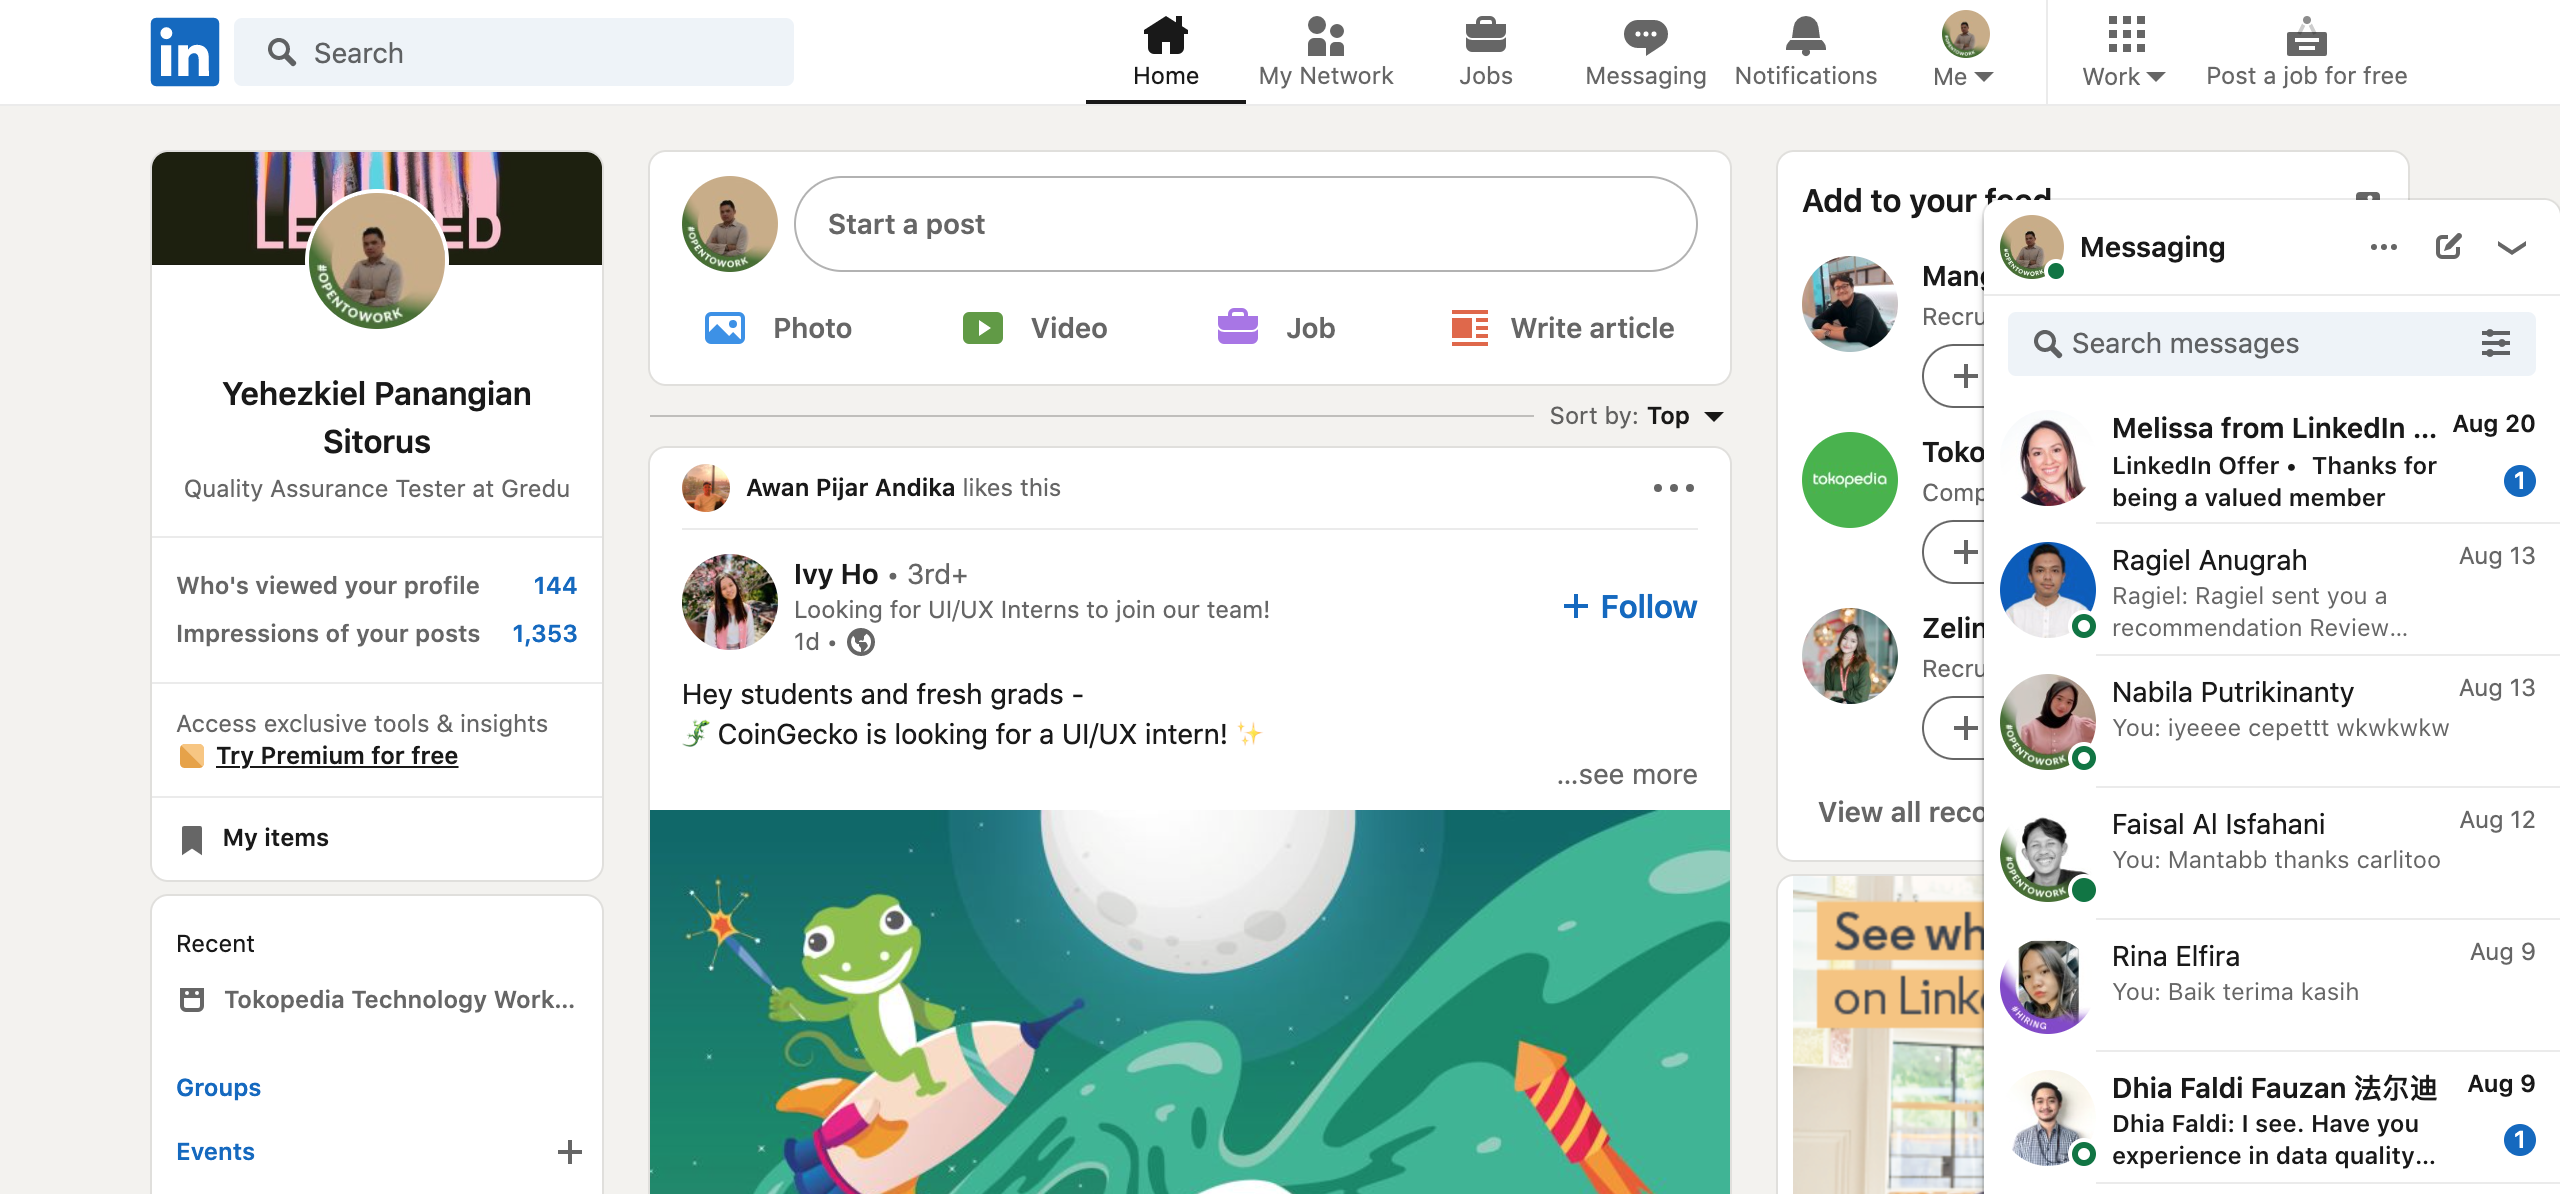 in
Search
Home
My Network
Jobs
Messaging
Notifications
Me
Work
Post a job for free
#OPENTOWORK
Yehezkiel Panangian
Sitorus
Quality Assurance Tester at Gredu
Who's viewed your profile 144
Impressions of your posts 1,353
Access exclusive tools & insights
Try Premium for free
My items
Recent
Tokopedia Technology Work...
Groups
Events
#OPENTOWORK
Start a post
Photo
Video
Job
Write article
Sort by: Top
Awan Pijar Andika likes this
Ivy Ho • 3rd+
Looking for UI/UX Interns to join our team!
1d •
+ Follow
Hey students and fresh grads -
🦎 CoinGecko is looking for a UI/UX intern! ✨
...see more
Add to your feed
Recru
tokopedia
Toko
Comp
Zelin
Recru
View all reco
See wh
on Link
#OPENTOWORK
Messaging
Search messages
Melissa from LinkedIn ... Aug 20
LinkedIn Offer • Thanks for
being a valued member
1
Ragiel Anugrah Aug 13
Ragiel: Ragiel sent you a
recommendation Review...
#OPENTOWORK
Nabila Putrikinanty Aug 13
You: iyeeee cepettt wkwkwkw
#OPENTOWORK
Faisal Al Isfahani Aug 12
You: Mantabb thanks carlitoo
#HIRING
Rina Elfira Aug 9
You: Baik terima kasih
Dhia Faldi Fauzan 法尔迪 Aug 9
Dhia Faldi: I see. Have you
experience in data quality...
1